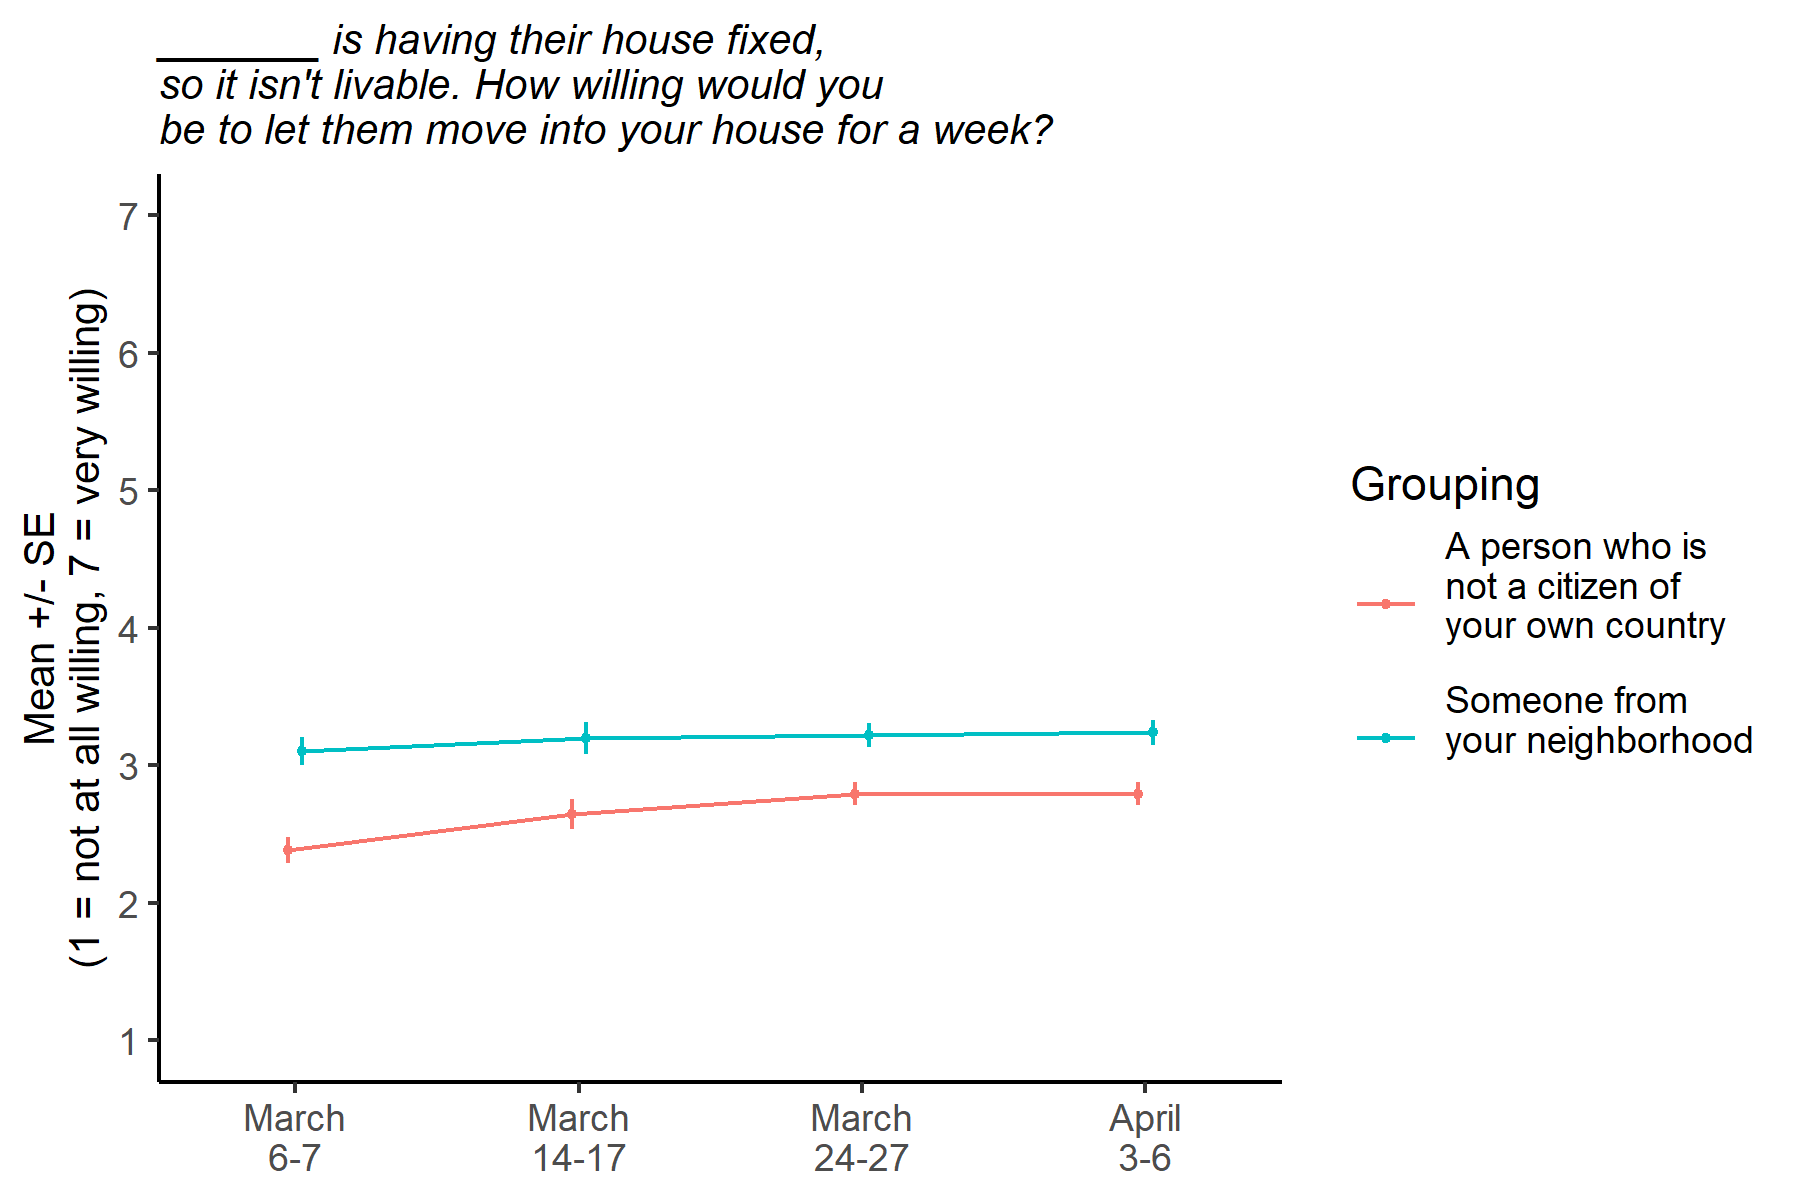 _______ is having their house fixed,
so it isn't livable. How willing would you
be to let them move into your house for a week?
Mean +/- SE
(1 = not at all willing, 7 = very willing)
7
6
5
4
3
2
1
March
6-7
March
14-17
March
24-27
April
3-6
Grouping
A person who is
not a citizen of
your own country
Someone from
your neighborhood